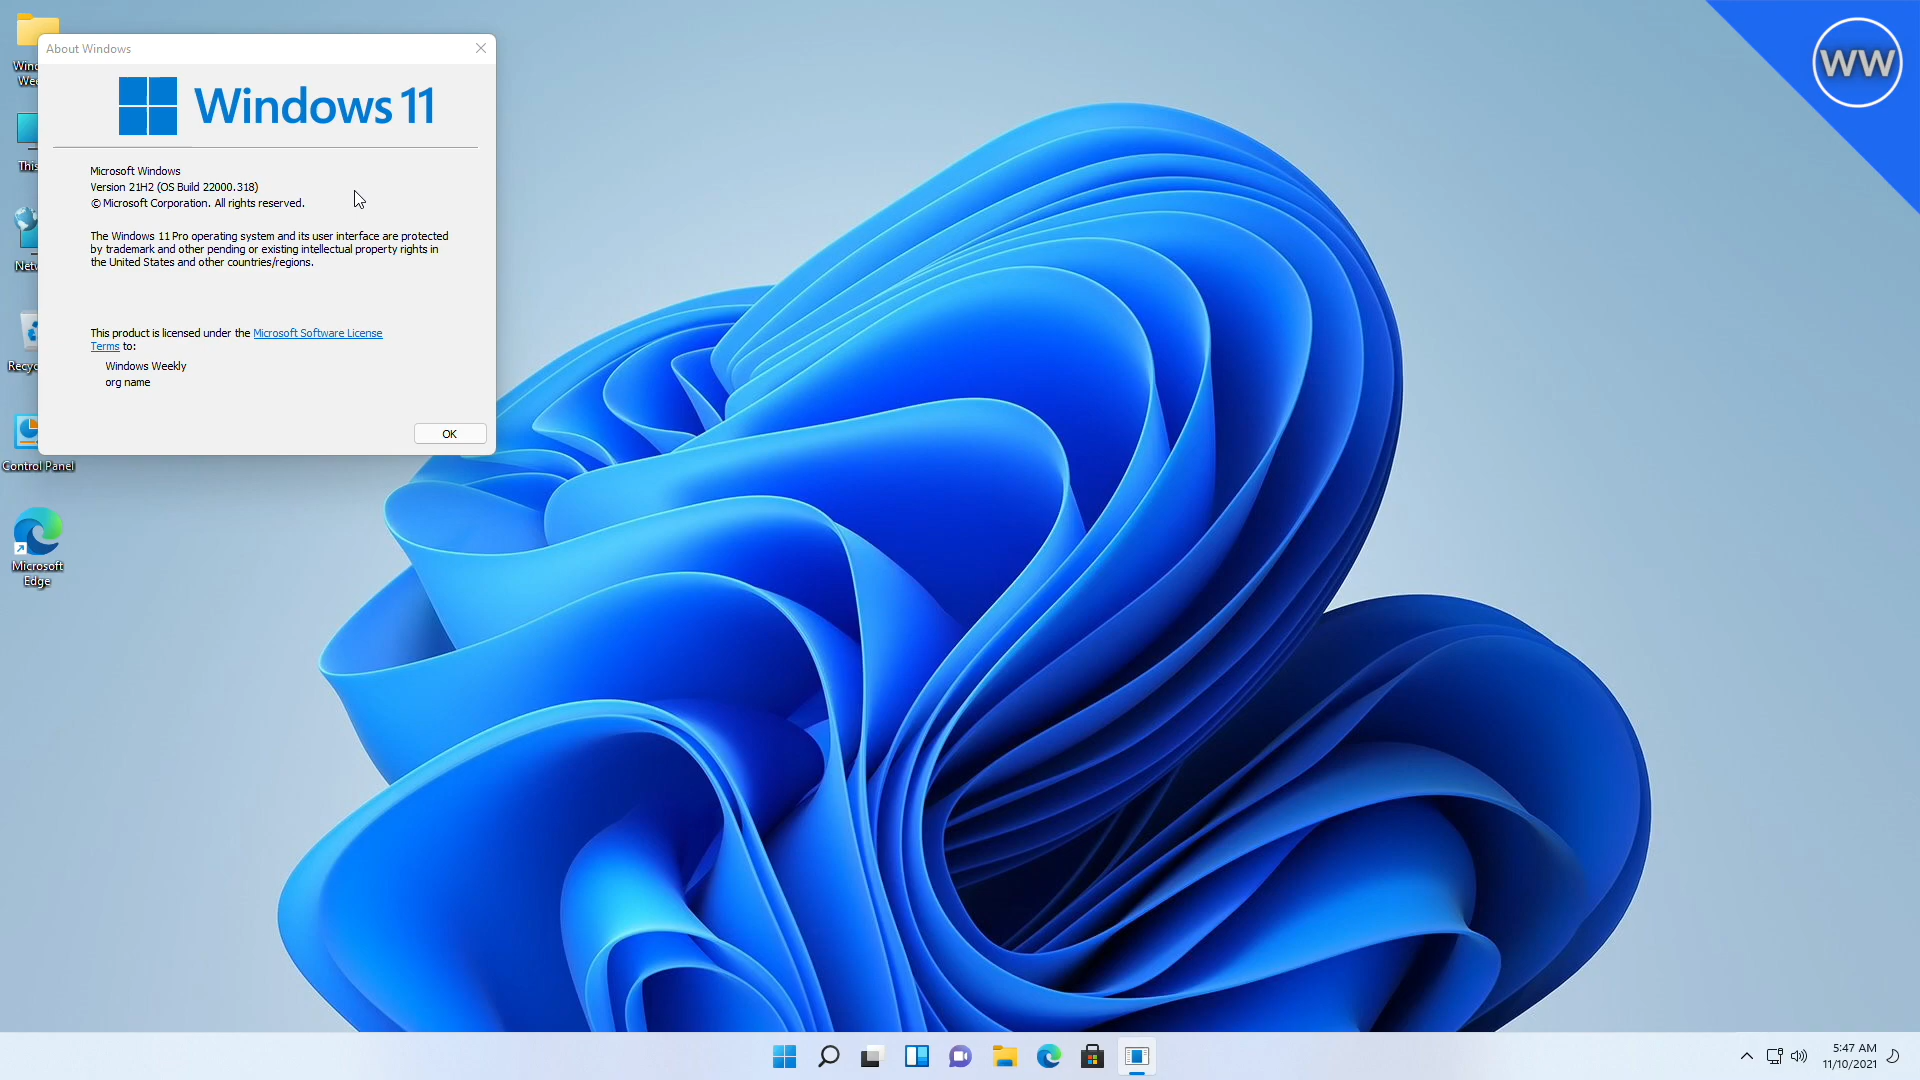 About Windows
Windows 11
Microsoft Windows
Version 21H2 (OS Build 22000.318)
© Microsoft Corporation. All rights reserved.
The Windows 11 Pro operating system and its user interface are protected
by trademark and other pending or existing intellectual property rights in
the United States and other countries/regions.
This product is licensed under the Microsoft Software License
Terms to:
Windows Weekly
org name
OK
This
Control Panel
Microsoft
Edge
WW
5:47 AM
11/10/2021